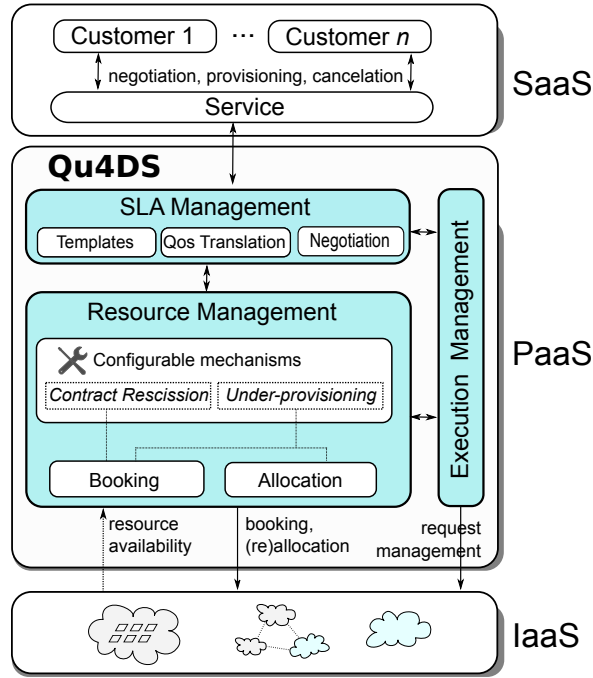 Customer 1 ... Customer n
negotiation, provisioning, cancelation
Service
SaaS
Qu4DS
SLA Management
Templates
Qos Translation
Negotiation
Resource Management
Configurable mechanisms
Contract Rescission
Under-provisioning
Booking
Allocation
Execution Management
PaaS
resource
availability
booking,
(re)allocation
request
management
IaaS